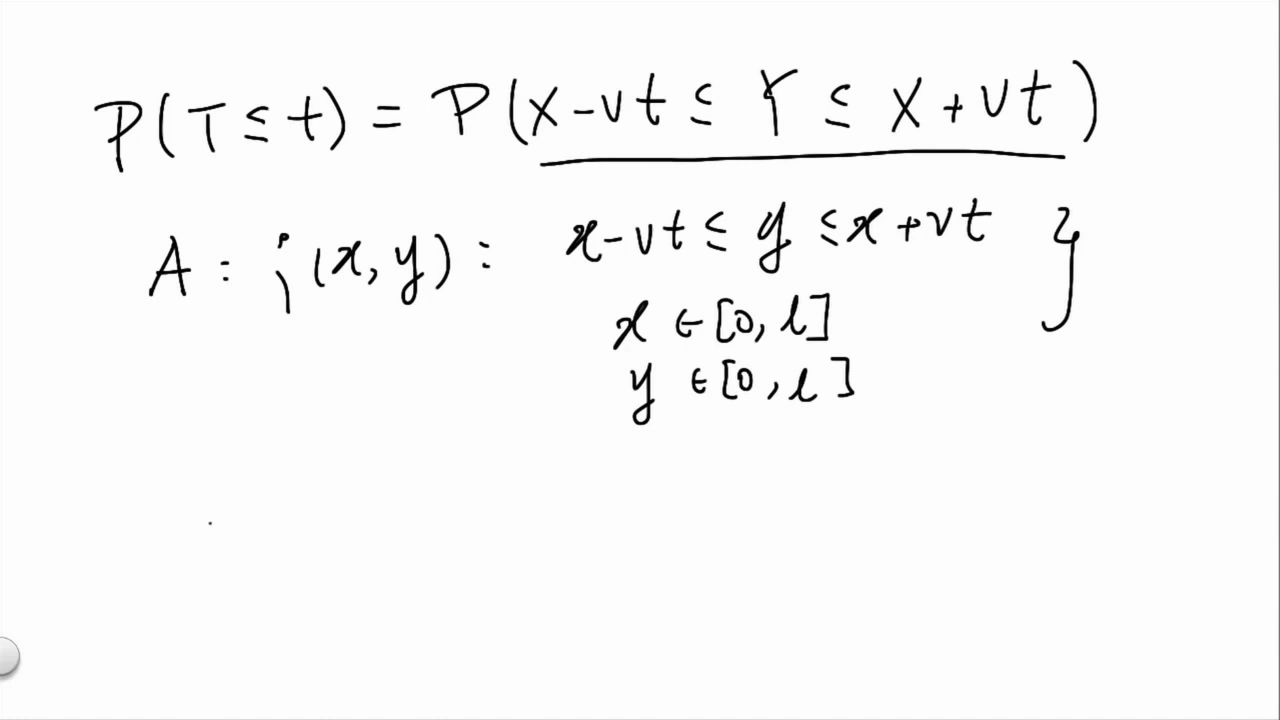 P(T ≤ t) = P(X - vt ≤ Y ≤ X + vt)
A : {(x, y) : x - vt ≤ y ≤ x + vt }
x ∈ [0, l]
y ∈ [0, l]